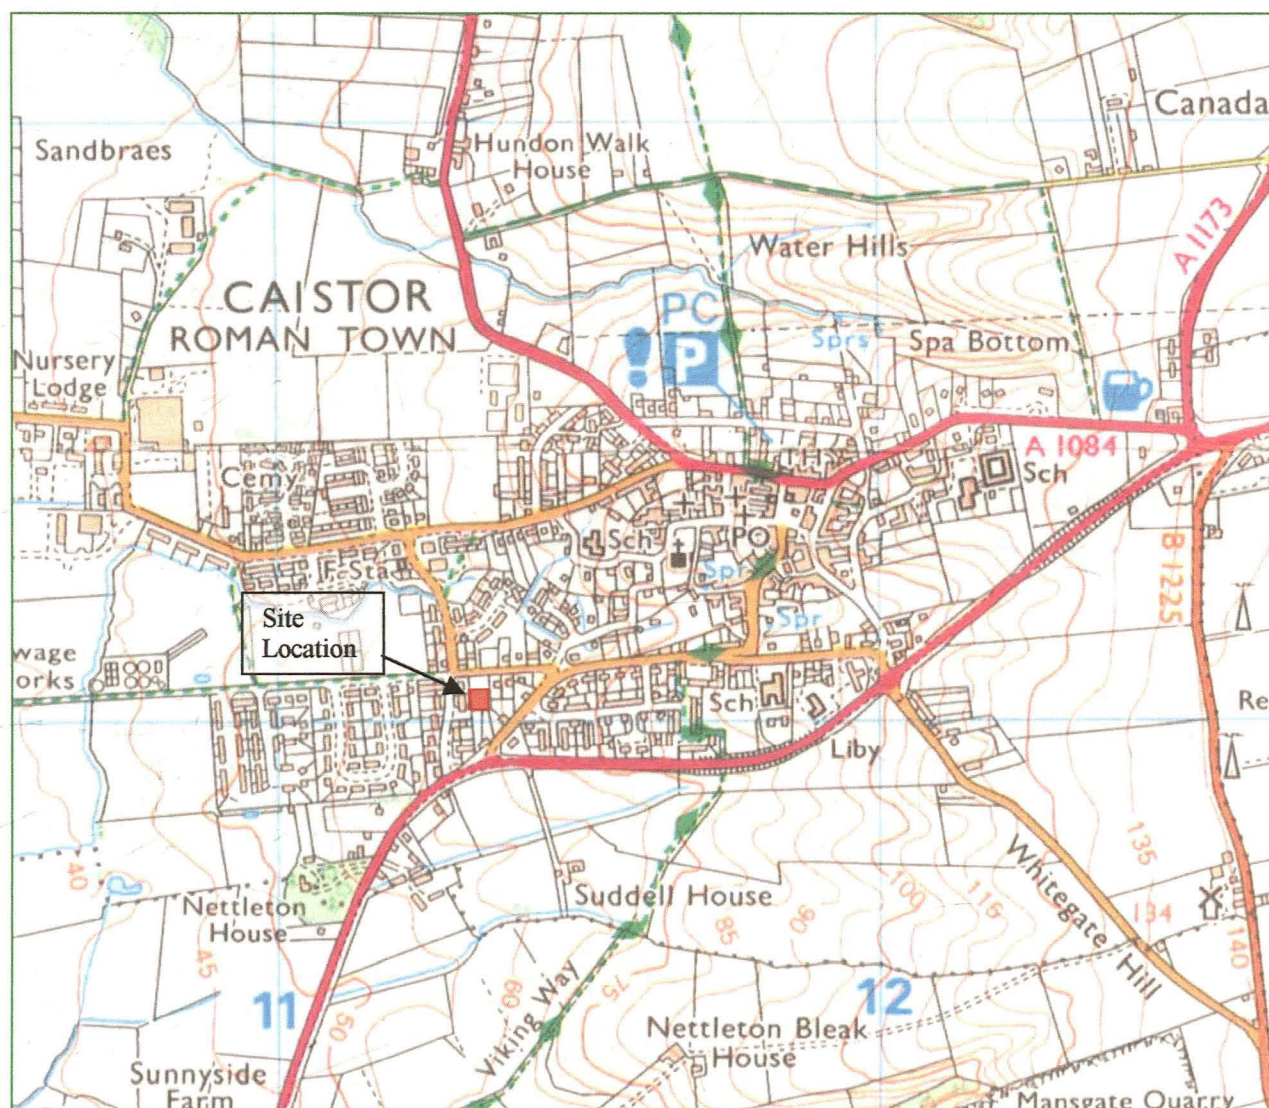 Canada
Sandbraes
Hundon Walk
House
A 1173
Water Hills
CAISTOR
ROMAN TOWN
PC
P
Sprs
Spa Bottom
Nursery
Lodge
A 1084
TH
Cemy
Sch
Sch
PO
F Sta
Spr
B 1225
Site
Location
Spr
wage
orks
Sch
Re
Liby
135
40
Whitegate
Hill
Suddell House
100
116
134
Nettleton
House
85
90
140
45
11
12
60
75
50
Viking Way
Nettleton Bleak
House
Sunnyside
Farm
Mansgate Quarry